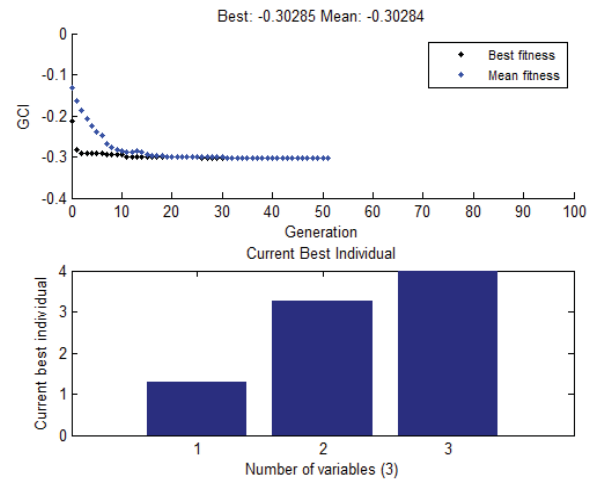 Best: -0.30285 Mean: -0.30284
0
-0.1
-0.2
-0.3
-0.4
GCI
Best fitness
Mean fitness
0 10 20 30 40 50 60 70 80 90 100
Generation
Current Best Individual
4
3
2
1
0
Current best individual
1 2 3
Number of variables (3)